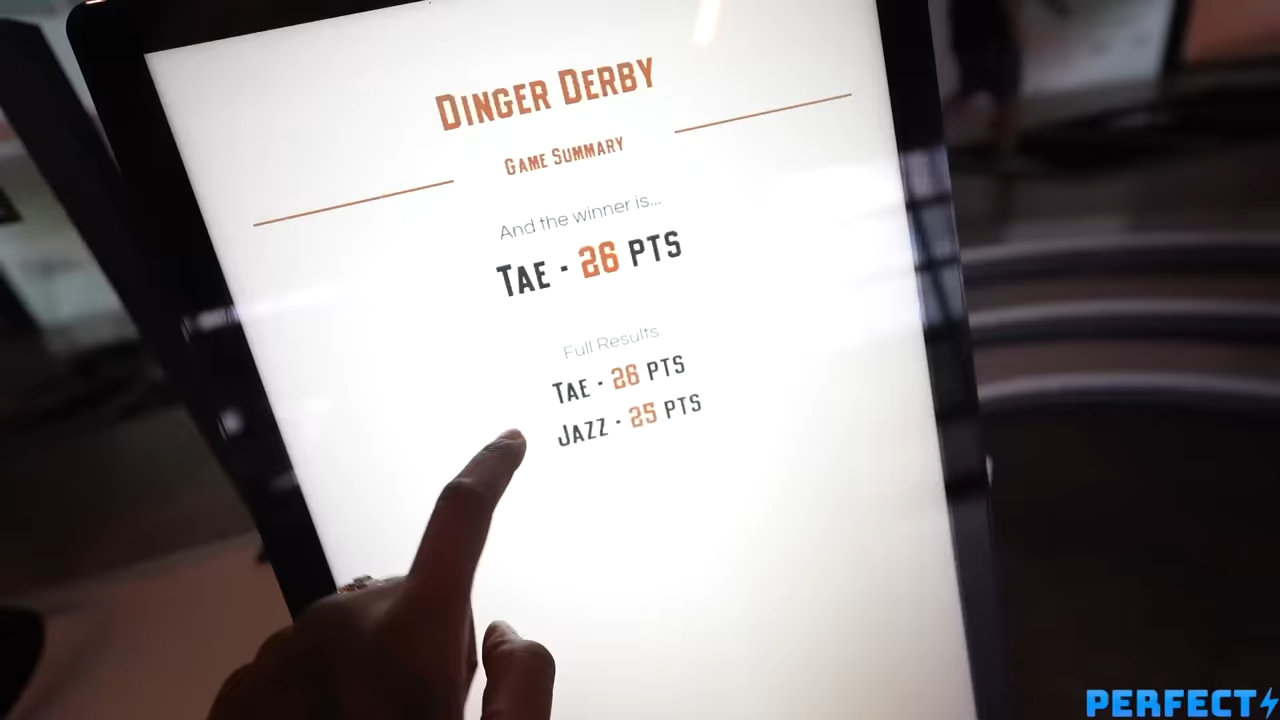 DINGER DERBY
GAME SUMMARY
And the winner is...
TAE - 26 PTS
Full Results
TAE - 26 PTS
JAZZ - 25 PTS
PERFECT